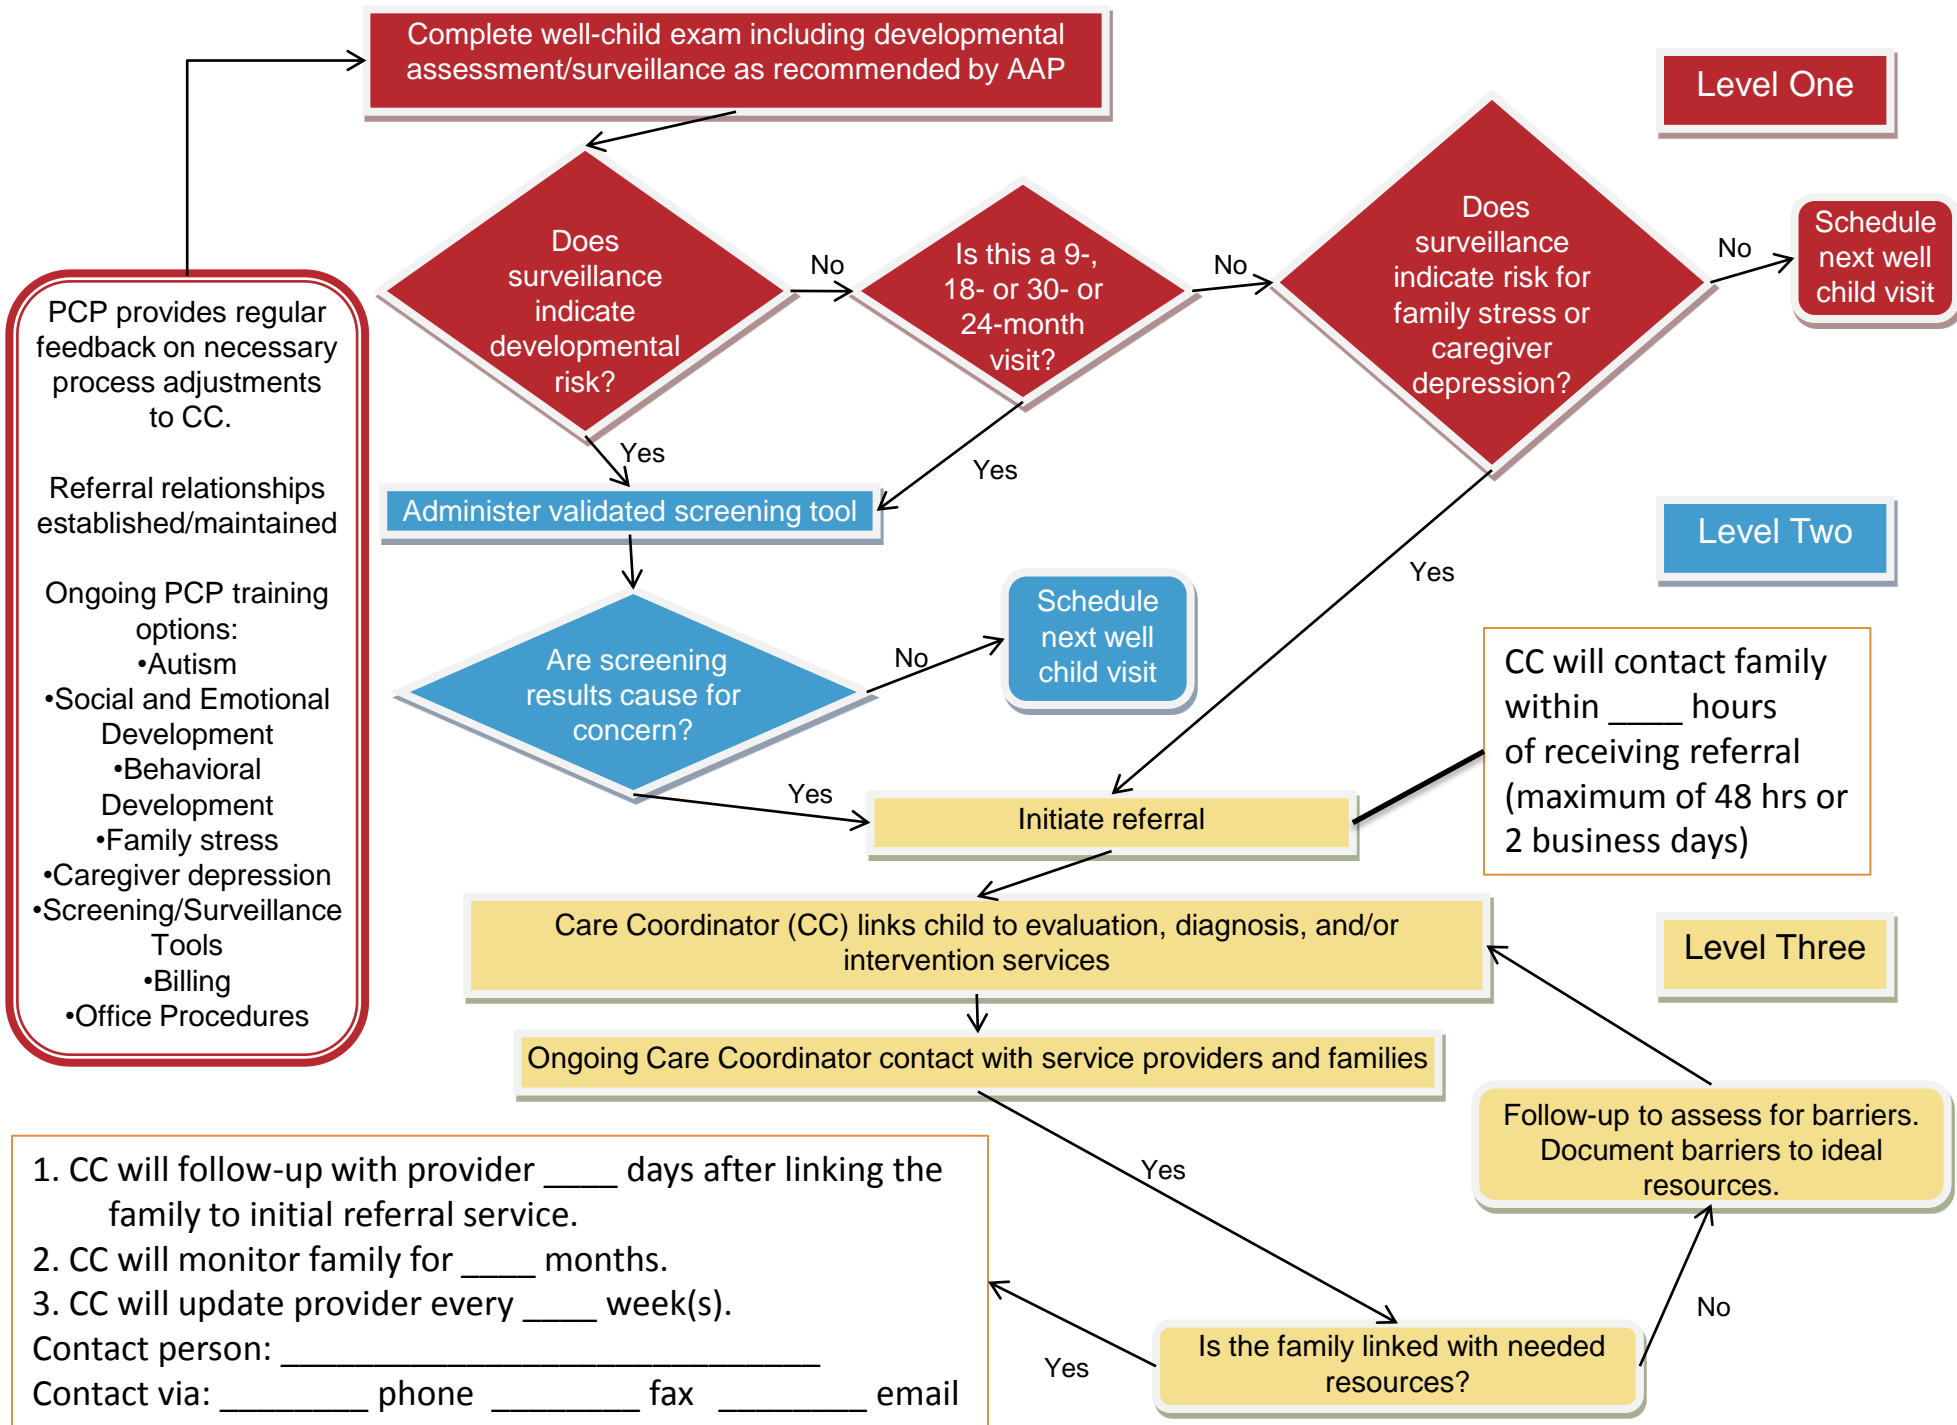 Complete well-child exam including developmental
assessment/surveillance as recommended by AAP
Level One
Does
surveillance
indicate
developmental
risk?
No
Is this a 9-,
18- or 30- or
24-month
visit?
No
Does
surveillance
indicate risk for
family stress or
caregiver
depression?
No
Schedule
next well
child visit
PCP provides regular
feedback on necessary
process adjustments
to CC.
Referral relationships
established/maintained
Ongoing PCP training
options:
•Autism
•Social and Emotional
Development
•Behavioral
Development
•Family stress
•Caregiver depression
•Screening/Surveillance
Tools
•Billing
•Office Procedures
Yes
Yes
Administer validated screening tool
Level Two
Yes
Are screening
results cause for
concern?
No
Schedule
next well
child visit
Yes
Initiate referral
CC will contact family
within ____ hours
of receiving referral
(maximum of 48 hrs or
2 business days)
Care Coordinator (CC) links child to evaluation, diagnosis, and/or
intervention services
Level Three
Ongoing Care Coordinator contact with service providers and families
Follow-up to assess for barriers.
Document barriers to ideal
resources.
Yes
1. CC will follow-up with provider ____ days after linking the
family to initial referral service.
2. CC will monitor family for ____ months.
3. CC will update provider every ____ week(s).
Contact person: _____________________________
Contact via: ________ phone ________ fax ________ email
Yes
Is the family linked with needed
resources?
No